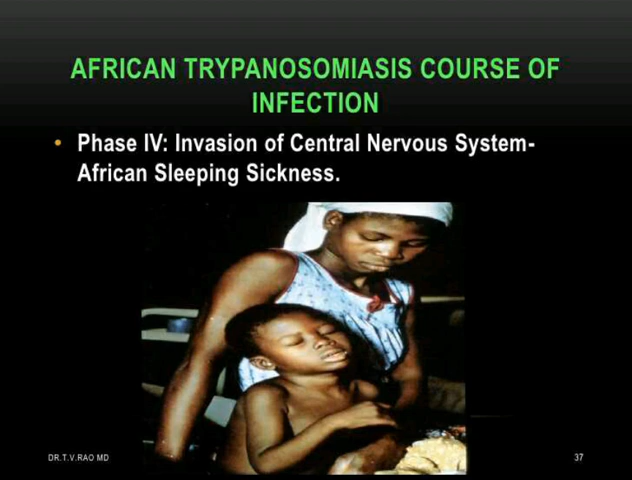 AFRICAN TRYPANOSOMIASIS COURSE OF
INFECTION
• Phase IV: Invasion of Central Nervous System-
African Sleeping Sickness.
DR.T.V.RAO MD
37